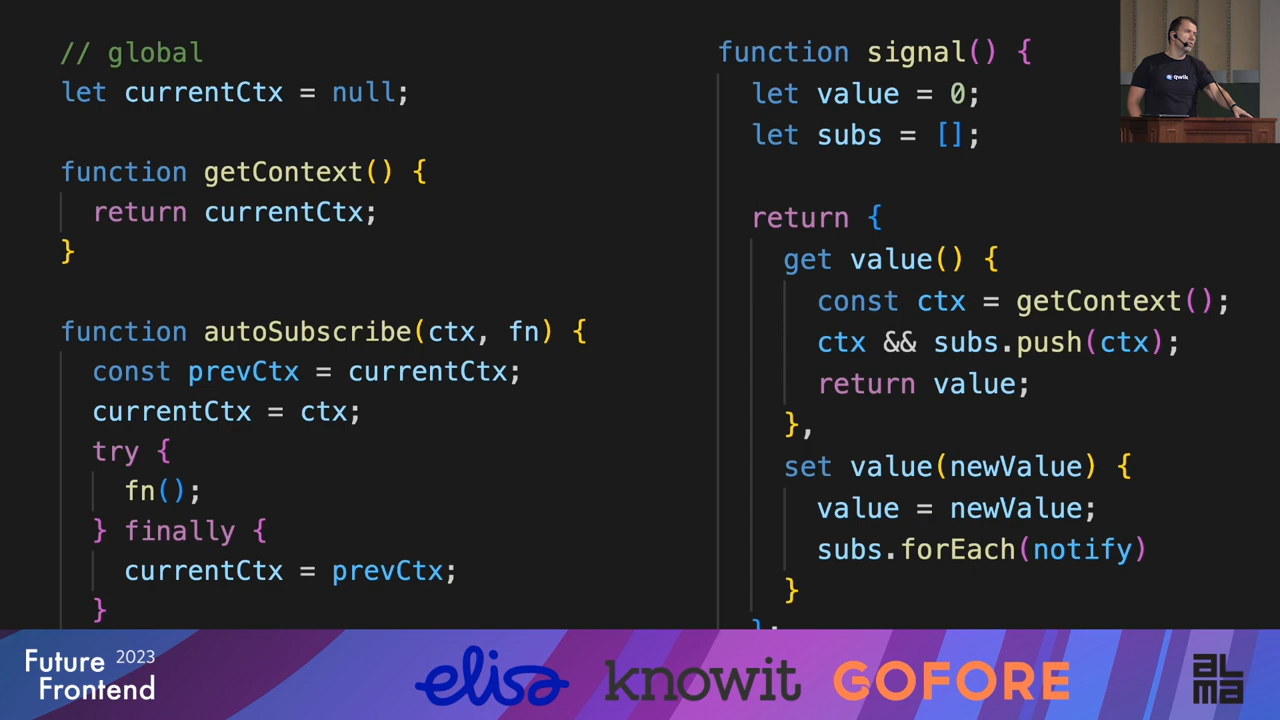 // global
let currentCtx = null;
function getContext() {
return currentCtx;
}
function autoSubscribe(ctx, fn) {
const prevCtx = currentCtx;
currentCtx = ctx;
try {
fn();
} finally {
currentCtx = prevCtx;
}
function signal() {
let value = 0;
let subs = [];
return {
get value() {
const ctx = getContext();
ctx && subs.push(ctx);
return value;
},
set value(newValue) {
value = newValue;
subs.forEach(notify)
}
};
qwik
Future 2023
Frontend
elisa
knowit
GOFORE
ALMA